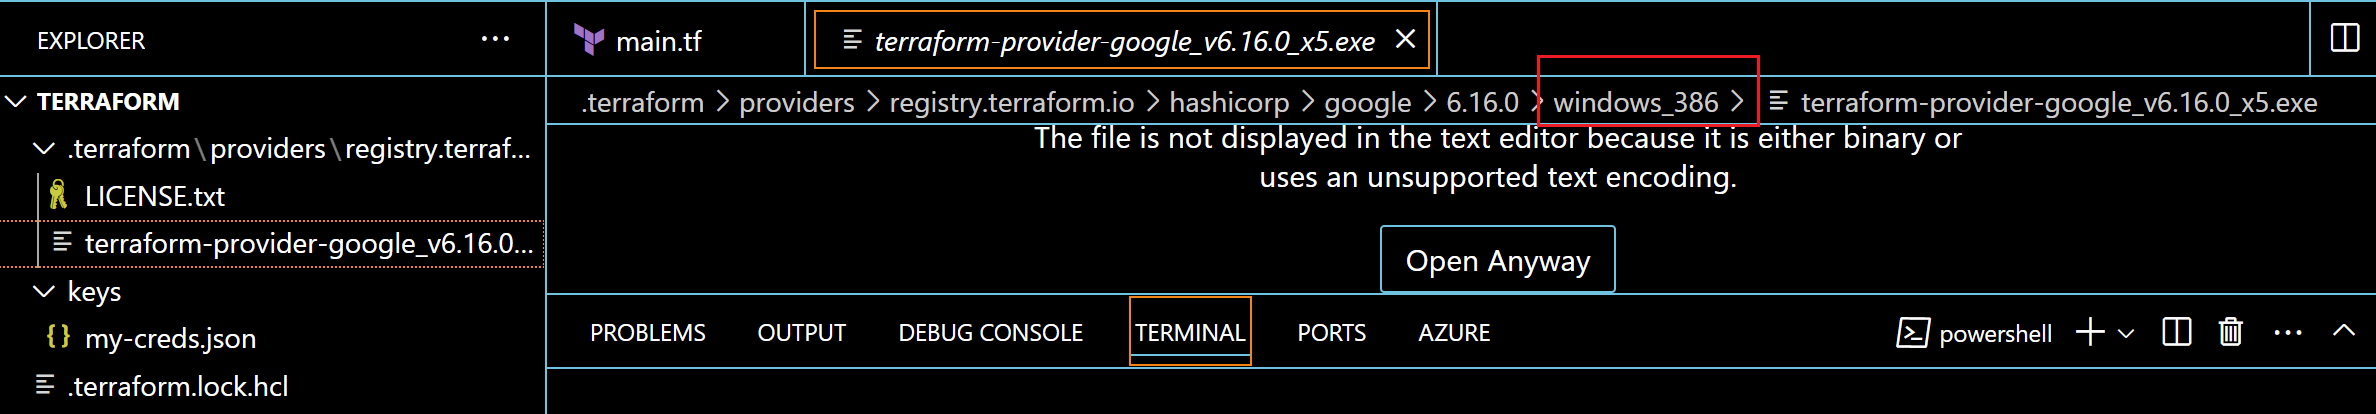 EXPLORER ...
TERRAFORM
.terraform\providers\registry.terraf...
LICENSE.txt
terraform-provider-google_v6.16.0...
keys
{} my-creds.json
.terraform.lock.hcl
main.tf
terraform-provider-google_v6.16.0_x5.exe
.terraform > providers > registry.terraform.io > hashicorp > google > 6.16.0 > windows_386 > terraform-provider-google_v6.16.0_x5.exe
The file is not displayed in the text editor because it is either binary or
uses an unsupported text encoding.
Open Anyway
PROBLEMS OUTPUT DEBUG CONSOLE TERMINAL PORTS AZURE
powershell